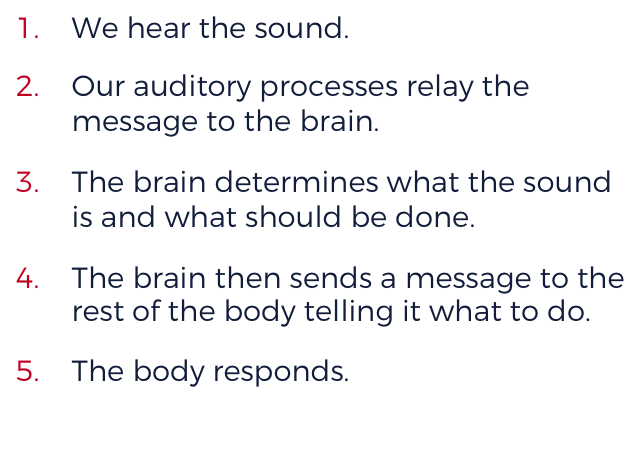 1. We hear the sound.
2. Our auditory processes relay the
message to the brain.
3. The brain determines what the sound
is and what should be done.
4. The brain then sends a message to the
rest of the body telling it what to do.
5. The body responds.